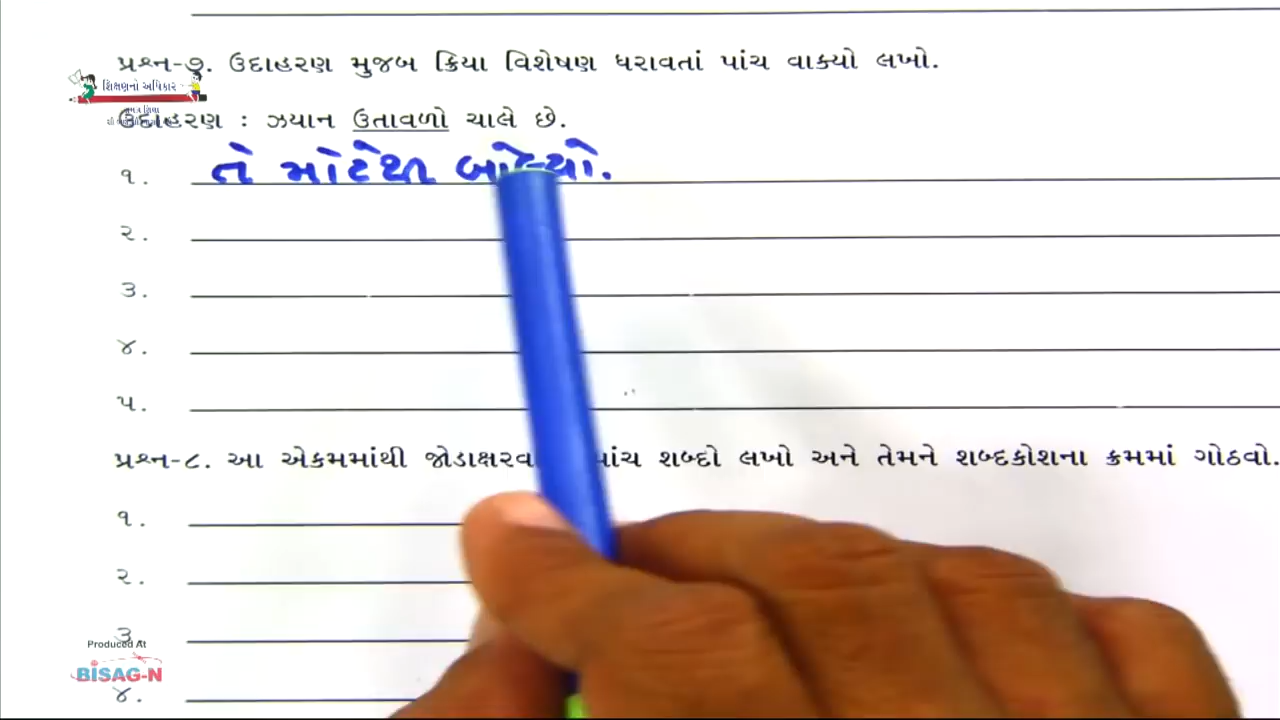 પ્રશ્ન-૭. ઉદાહરણ મુજબ ક્રિયા વિશેષણ ધરાવતાં પાંચ વાક્યો લખો.
શિક્ષણનો અધિકાર
ઉદાહરણ : ઝયાન ઉતાવળો ચાલે છે.
૧. તે મોટેથી બોલ્યો.
૨.
૩.
૪.
૫.
પ્રશ્ન-૮. આ એકમમાંથી જોડાક્ષરવ પાંચ શબ્દો લખો અને તેમને શબ્દકોશના ક્રમમાં ગોઠવો.
૧.
૨.
૩.
Produced At
BISAG-N
૪.